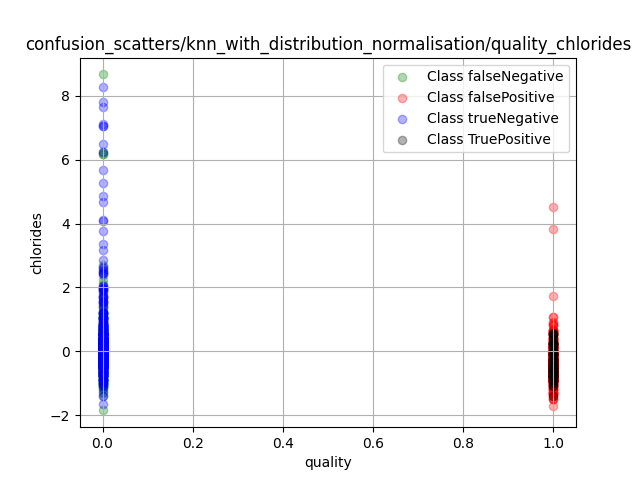 confusion_scatters/knn_with_distribution_normalisation/quality_chlorides
Class falseNegative
Class falsePositive
Class trueNegative
Class TruePositive
chlorides
8
6
4
2
0
−2
0.0 0.2 0.4 0.6 0.8 1.0
quality